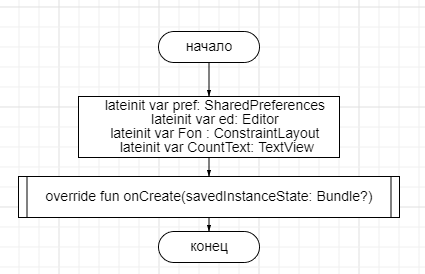 начало
lateinit var pref: SharedPreferences
lateinit var ed: Editor
lateinit var Fon : ConstraintLayout
lateinit var CountText: TextView
override fun onCreate(savedInstanceState: Bundle?)
конец